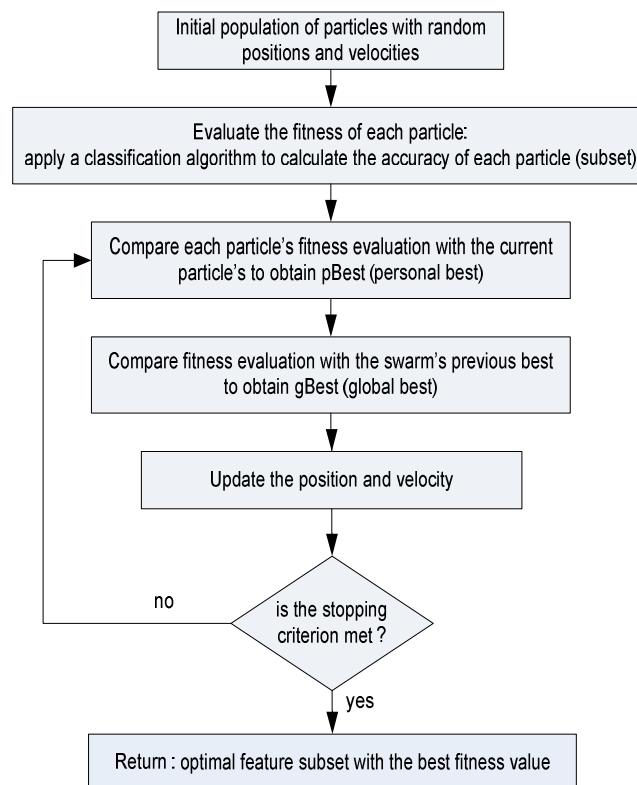 Initial population of particles with random
positions and velocities
Evaluate the fitness of each particle:
apply a classification algorithm to calculate the accuracy of each particle (subset)
Compare each particle's fitness evaluation with the current
particle's to obtain pBest (personal best)
Compare fitness evaluation with the swarm's previous best
to obtain gBest (global best)
Update the position and velocity
no
is the stopping
criterion met ?
yes
Return : optimal feature subset with the best fitness value